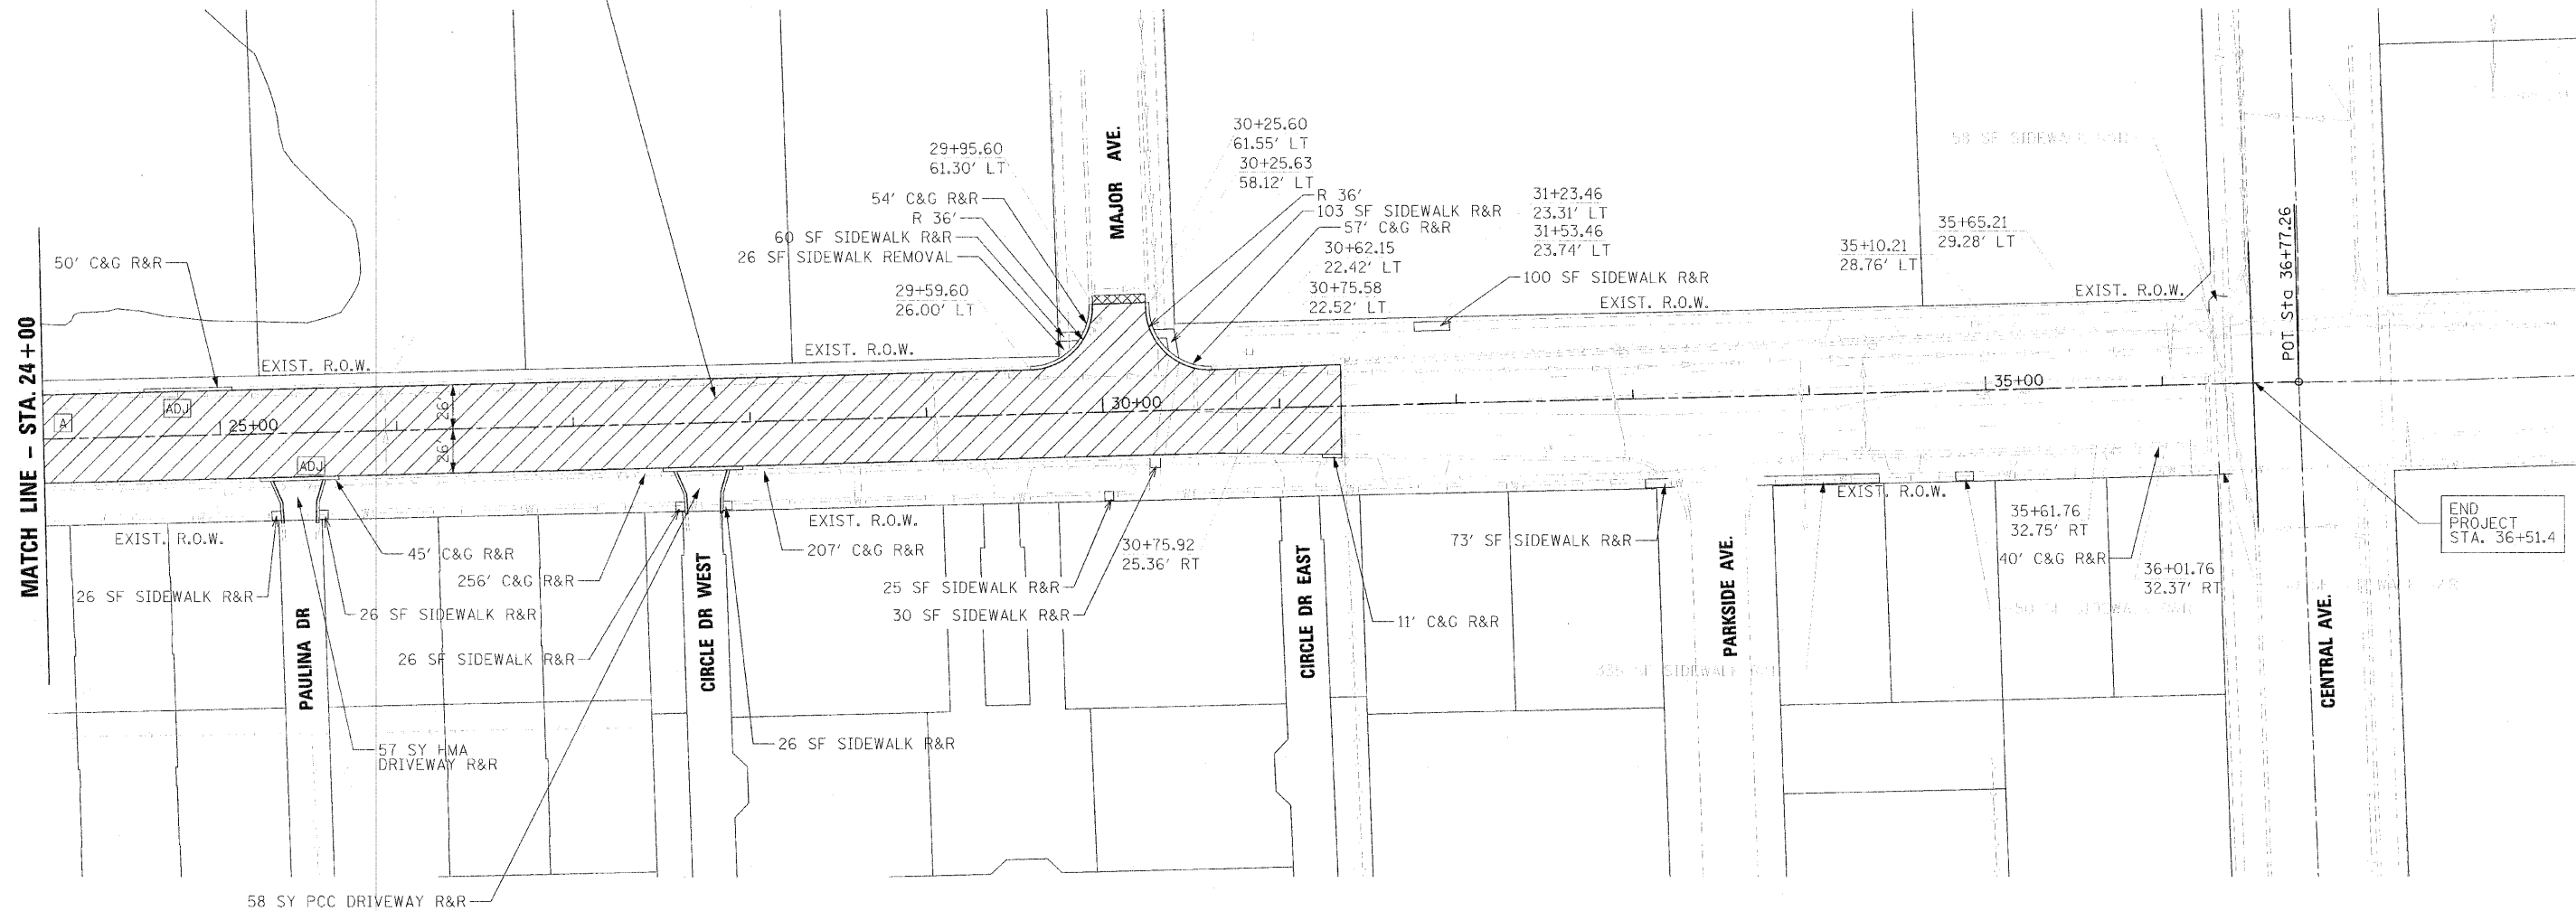 MATCH LINE - STA. 24+00
50' C&G R&R
EXIST. R.O.W.
ADJ
A
25+00
26'
26'
ADJ
EXIST. R.O.W.
26 SF SIDEWALK R&R
PAULINA DR
45' C&G R&R
256' C&G R&R
26 SF SIDEWALK R&R
26 SF SIDEWALK R&R
57 SY HMA
DRIVEWAY R&R
58 SY PCC DRIVEWAY R&R
CIRCLE DR WEST
26 SF SIDEWALK R&R
207' C&G R&R
EXIST. R.O.W.
EXIST. R.O.W.
29+95.60
61.30' LT
54' C&G R&R
R 36'
60 SF SIDEWALK R&R
26 SF SIDEWALK REMOVAL
29+59.60
26.00' LT
MAJOR AVE.
30+25.60
61.55' LT
30+25.63
58.12' LT
R 36'
103 SF SIDEWALK R&R
57' C&G R&R
30+62.15
22.42' LT
30+75.58
22.52' LT
31+23.46
23.31' LT
31+53.46
23.74' LT
100 SF SIDEWALK R&R
EXIST. R.O.W.
30+00
30+75.92
25.36' RT
25 SF SIDEWALK R&R
30 SF SIDEWALK R&R
CIRCLE DR EAST
11' C&G R&R
73' SF SIDEWALK R&R
PARKSIDE AVE.
35+10.21
28.76' LT
35+65.21
29.28' LT
EXIST. R.O.W.
58 SF SIDEWALK
35+00
EXIST. R.O.W.
35+61.76
32.75' RT
40' C&G R&R
36+01.76
32.37' RT
SF SIDEWALK
POT Sta 36+77.26
CENTRAL AVE.
END
PROJECT
STA. 36+51.4